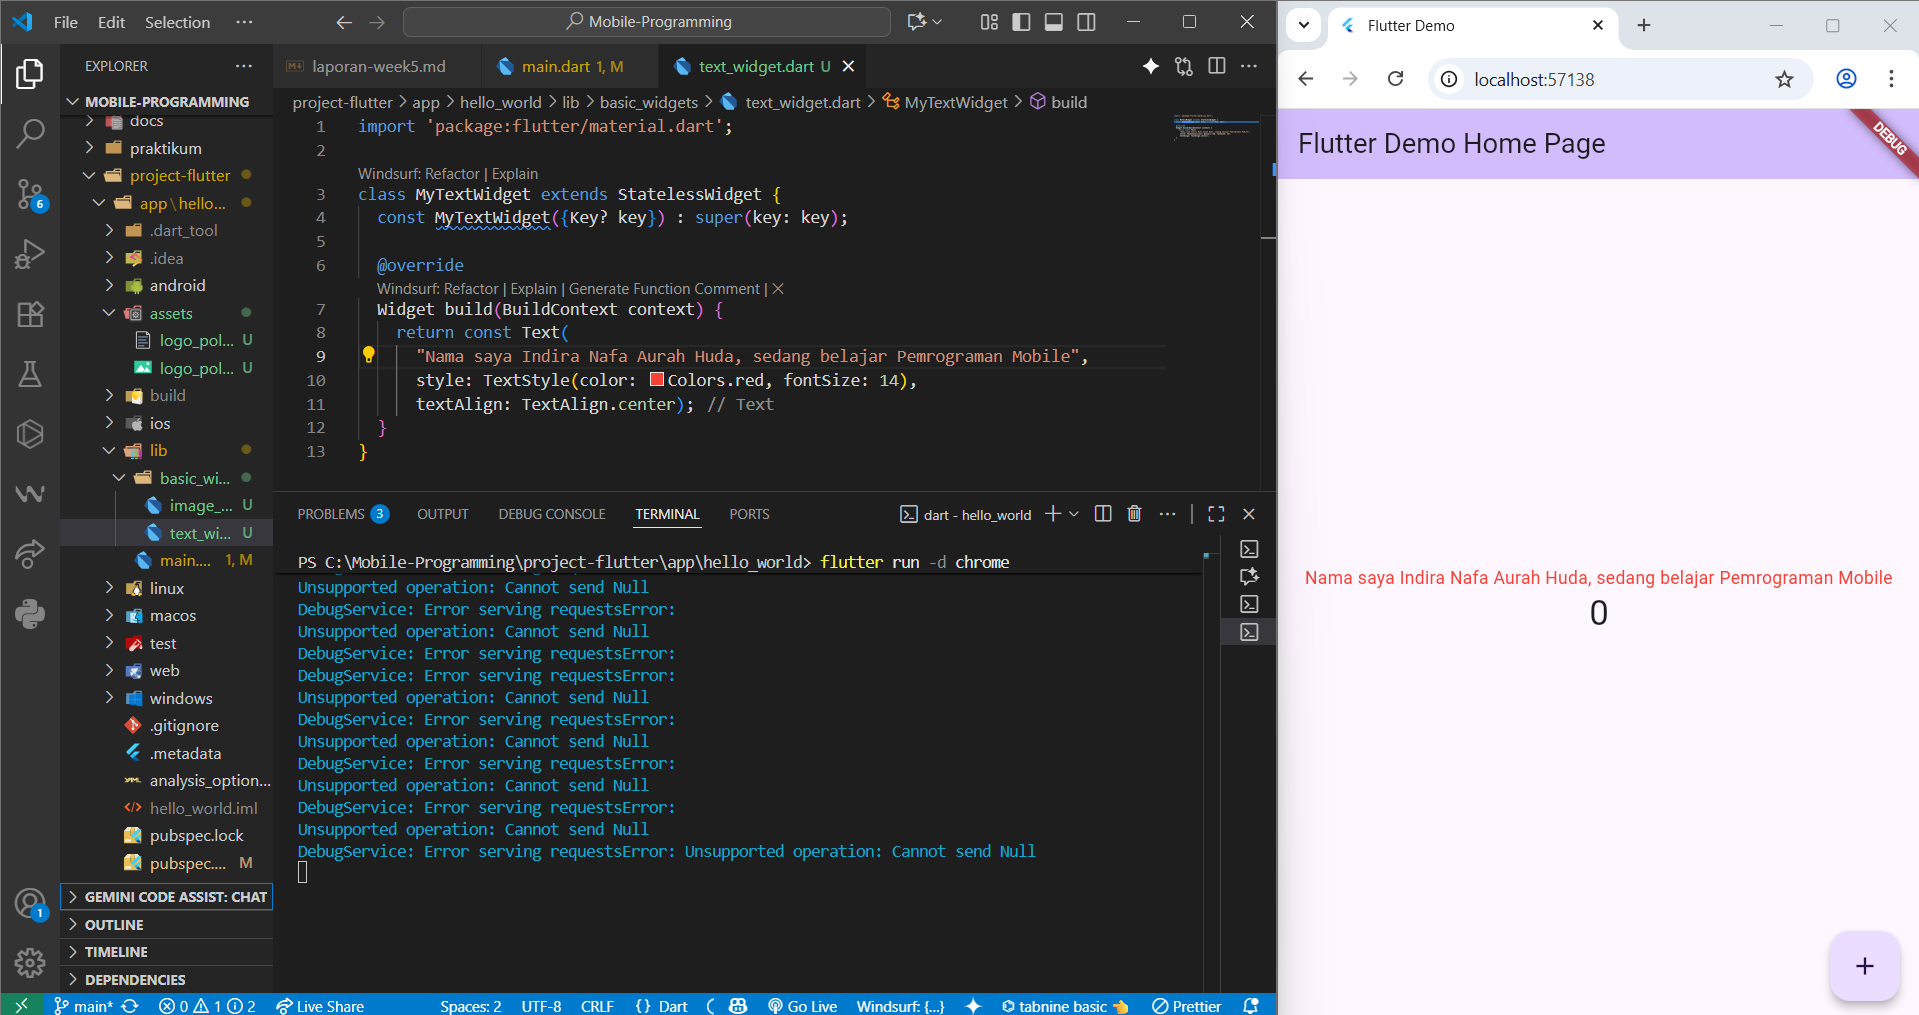 File Edit Selection ··· Mobile-Programming
EXPLORER ···
MOBILE-PROGRAMMING
docs
praktikum
project-flutter
app\hello...
.dart_tool
.idea
android
assets
logo_pol... U
logo_pol... U
build
ios
lib
basic_wi...
image_... U
text_wi... U
main.... 1, M
linux
macos
test
web
windows
.gitignore
.metadata
analysis_option...
hello_world.iml
pubspec.lock
pubspec.... M
GEMINI CODE ASSIST: CHAT
OUTLINE
TIMELINE
DEPENDENCIES
6
1
laporan-week5.md main.dart 1, M text_widget.dart U
project-flutter > app > hello_world > lib > basic_widgets > text_widget.dart > MyTextWidget > build
1 import 'package:flutter/material.dart';
2
Windsurf: Refactor | Explain
3 class MyTextWidget extends StatelessWidget {
4 const MyTextWidget({Key? key}) : super(key: key);
5
6 @override
Windsurf: Refactor | Explain | Generate Function Comment | ×
7 Widget build(BuildContext context) {
8 return const Text(
9 "Nama saya Indira Nafa Aurah Huda, sedang belajar Pemrograman Mobile",
10 style: TextStyle(color: Colors.red, fontSize: 14),
11 textAlign: TextAlign.center); // Text
12 }
13 }
PROBLEMS 3 OUTPUT DEBUG CONSOLE TERMINAL PORTS dart - hello_world
PS C:\Mobile-Programming\project-flutter\app\hello_world> flutter run -d chrome
Unsupported operation: Cannot send Null
DebugService: Error serving requestsError:
Unsupported operation: Cannot send Null
DebugService: Error serving requestsError:
DebugService: Error serving requestsError:
Unsupported operation: Cannot send Null
DebugService: Error serving requestsError:
Unsupported operation: Cannot send Null
DebugService: Error serving requestsError:
Unsupported operation: Cannot send Null
DebugService: Error serving requestsError:
Unsupported operation: Cannot send Null
DebugService: Error serving requestsError: Unsupported operation: Cannot send Null
main* 0 1 2 Live Share Spaces: 2 UTF-8 CRLF {} Dart Go Live Windsurf: {...} tabnine basic Prettier
Flutter Demo
localhost:57138
Flutter Demo Home Page
DEBUG
Nama saya Indira Nafa Aurah Huda, sedang belajar Pemrograman Mobile
0
+